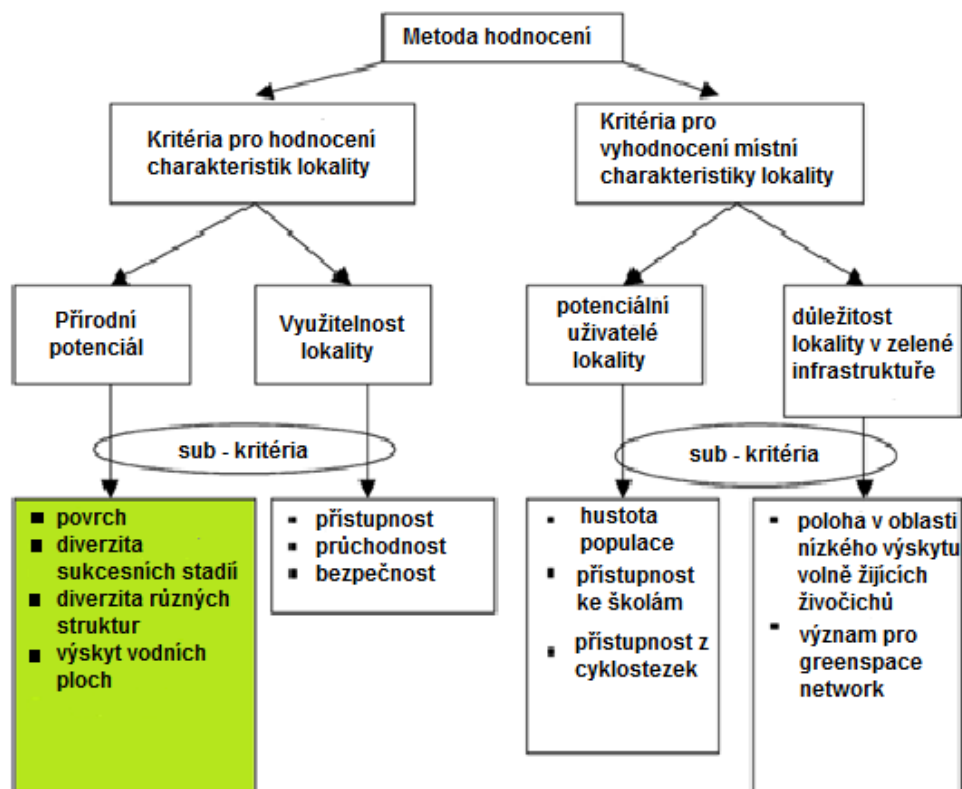 Metoda hodnocení
Kritéria pro hodnocení
charakteristik lokality
Kritéria pro
vyhodnocení místní
charakteristiky lokality
Přírodní
potenciál
Využitelnost
lokality
potenciální
uživatelé
lokality
důležitost
lokality v zelené
infrastruktuře
sub - kritéria
sub - kritéria
▪ povrch
▪ diverzita
sukcesních stadií
▪ diverzita různých
struktur
▪ výskyt vodních
ploch
▪ přístupnost
▪ průchodnost
▪ bezpečnost
▪ hustota
populace
▪ přístupnost
ke školám
▪ přístupnost z
cyklostezek
▪ poloha v oblasti
nízkého výskytu
volně žijících
živočichů
▪ význam pro
greenspace
network